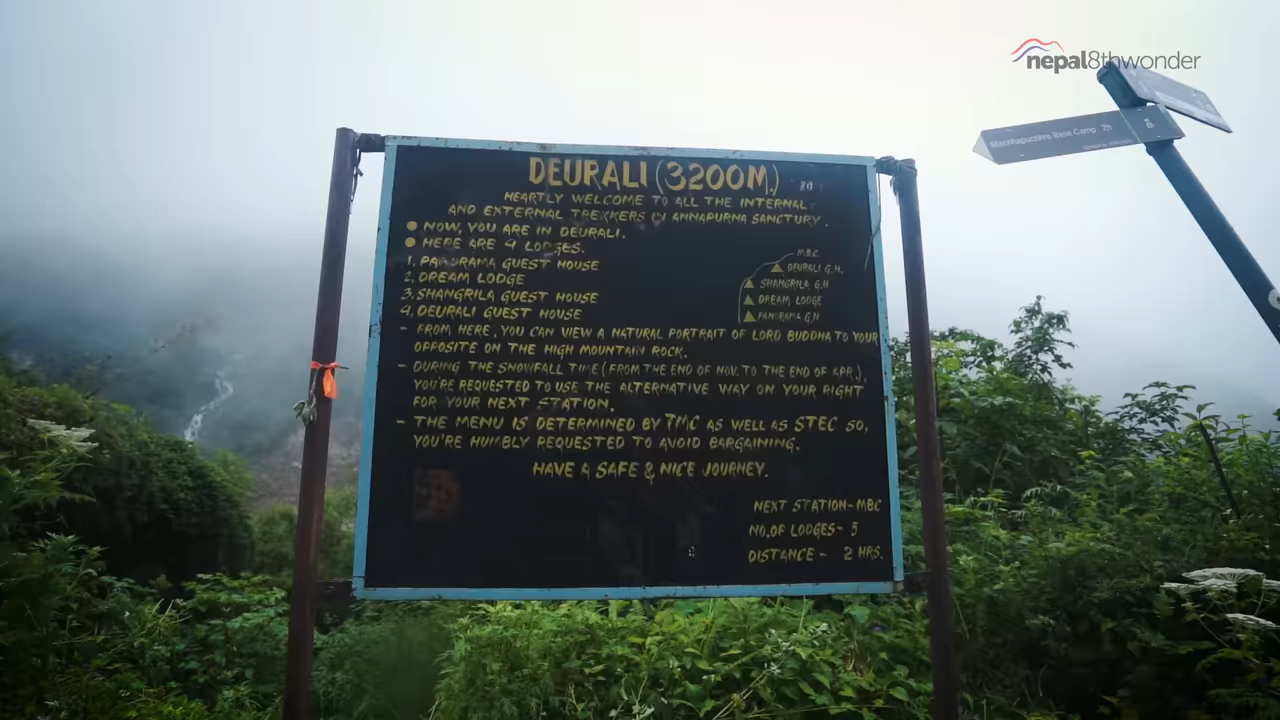 nepal8thwonder
Machhapuchhre Base Camp 2h
DEURALI (3200M.)
HEARTLY WELCOME TO ALL THE INTERNAL
AND EXTERNAL TREKKERS IN ANNAPURNA SANCTURY.
NOW, YOU ARE IN DEURALI.
HERE ARE 4 LODGES.
1. PANORAMA GUEST HOUSE
2. DREAM LODGE
3. SHANGRILA GUEST HOUSE
4. DEURALI GUEST HOUSE
M.B.C.
DEURALI G.H.
SHANGRILA G.H
DREAM LODGE
PANORAMA G.H
- FROM HERE, YOU CAN VIEW A NATURAL PORTRAIT OF LORD BUDDHA TO YOUR
OPPOSITE ON THE HIGH MOUNTAIN ROCK.
- DURING THE SNOWFALL TIME (FROM THE END OF NOV. TO THE END OF APR.),
YOU'RE REQUESTED TO USE THE ALTERNATIVE WAY ON YOUR RIGHT
FOR YOUR NEXT STATION.
- THE MENU IS DETERMINED BY TMC AS WELL AS STEC SO,
YOU'RE HUMBLY REQUESTED TO AVOID BARGAINING.
HAVE A SAFE & NICE JOURNEY.
NEXT STATION-MBC
NO.OF LODGES- 5
DISTANCE - 2 HRS.